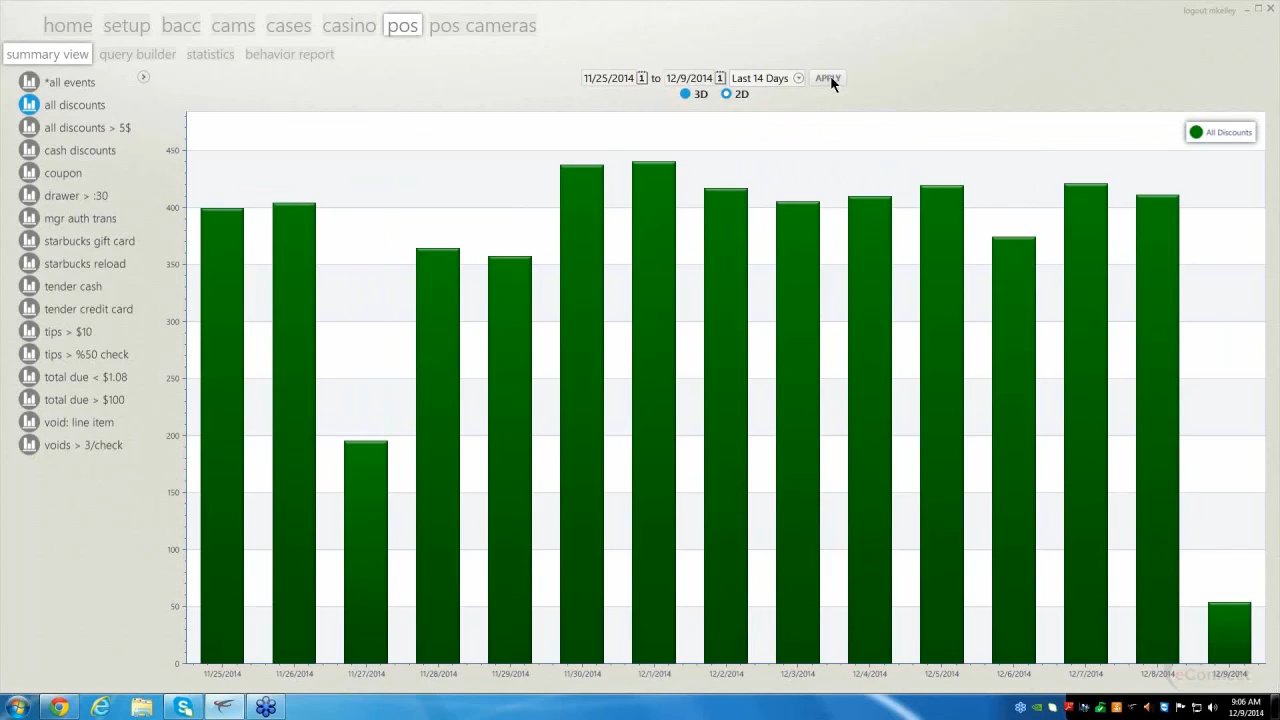 logout mkelley
home setup bacc cams cases casino pos pos cameras
summary view query builder statistics behavior report
11/25/2014 1 to 12/9/2014 1 Last 14 Days APPLY
3D 2D
*all events
all discounts
all discounts > 5$
cash discounts
coupon
drawer > :30
mgr auth trans
starbucks gift card
starbucks reload
tender cash
tender credit card
tips > $10
tips > %50 check
total due < $1.08
total due > $100
void: line item
voids > 3/check
All Discounts
450
400
350
300
250
200
150
100
50
0
11/25/2014 11/26/2014 11/27/2014 11/28/2014 11/29/2014 11/30/2014 12/1/2014 12/2/2014 12/3/2014 12/4/2014 12/5/2014 12/6/2014 12/7/2014 12/8/2014 12/9/2014
eConnect
9:06 AM
12/9/2014